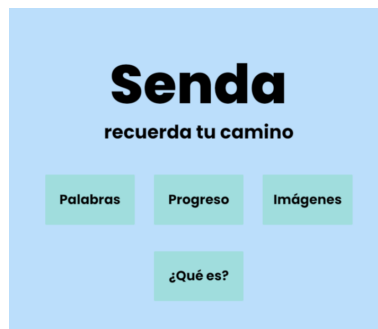 Senda
recuerda tu camino
Palabras Progreso Imágenes
¿Qué es?